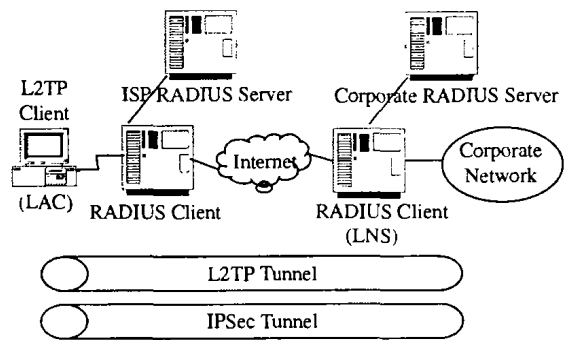 L2TP
Client
ISP RADIUS Server
Corporate RADIUS Server
Internet
Corporate
Network
(LAC)
RADIUS Client
RADIUS Client
(LNS)
L2TP Tunnel
IPSec Tunnel